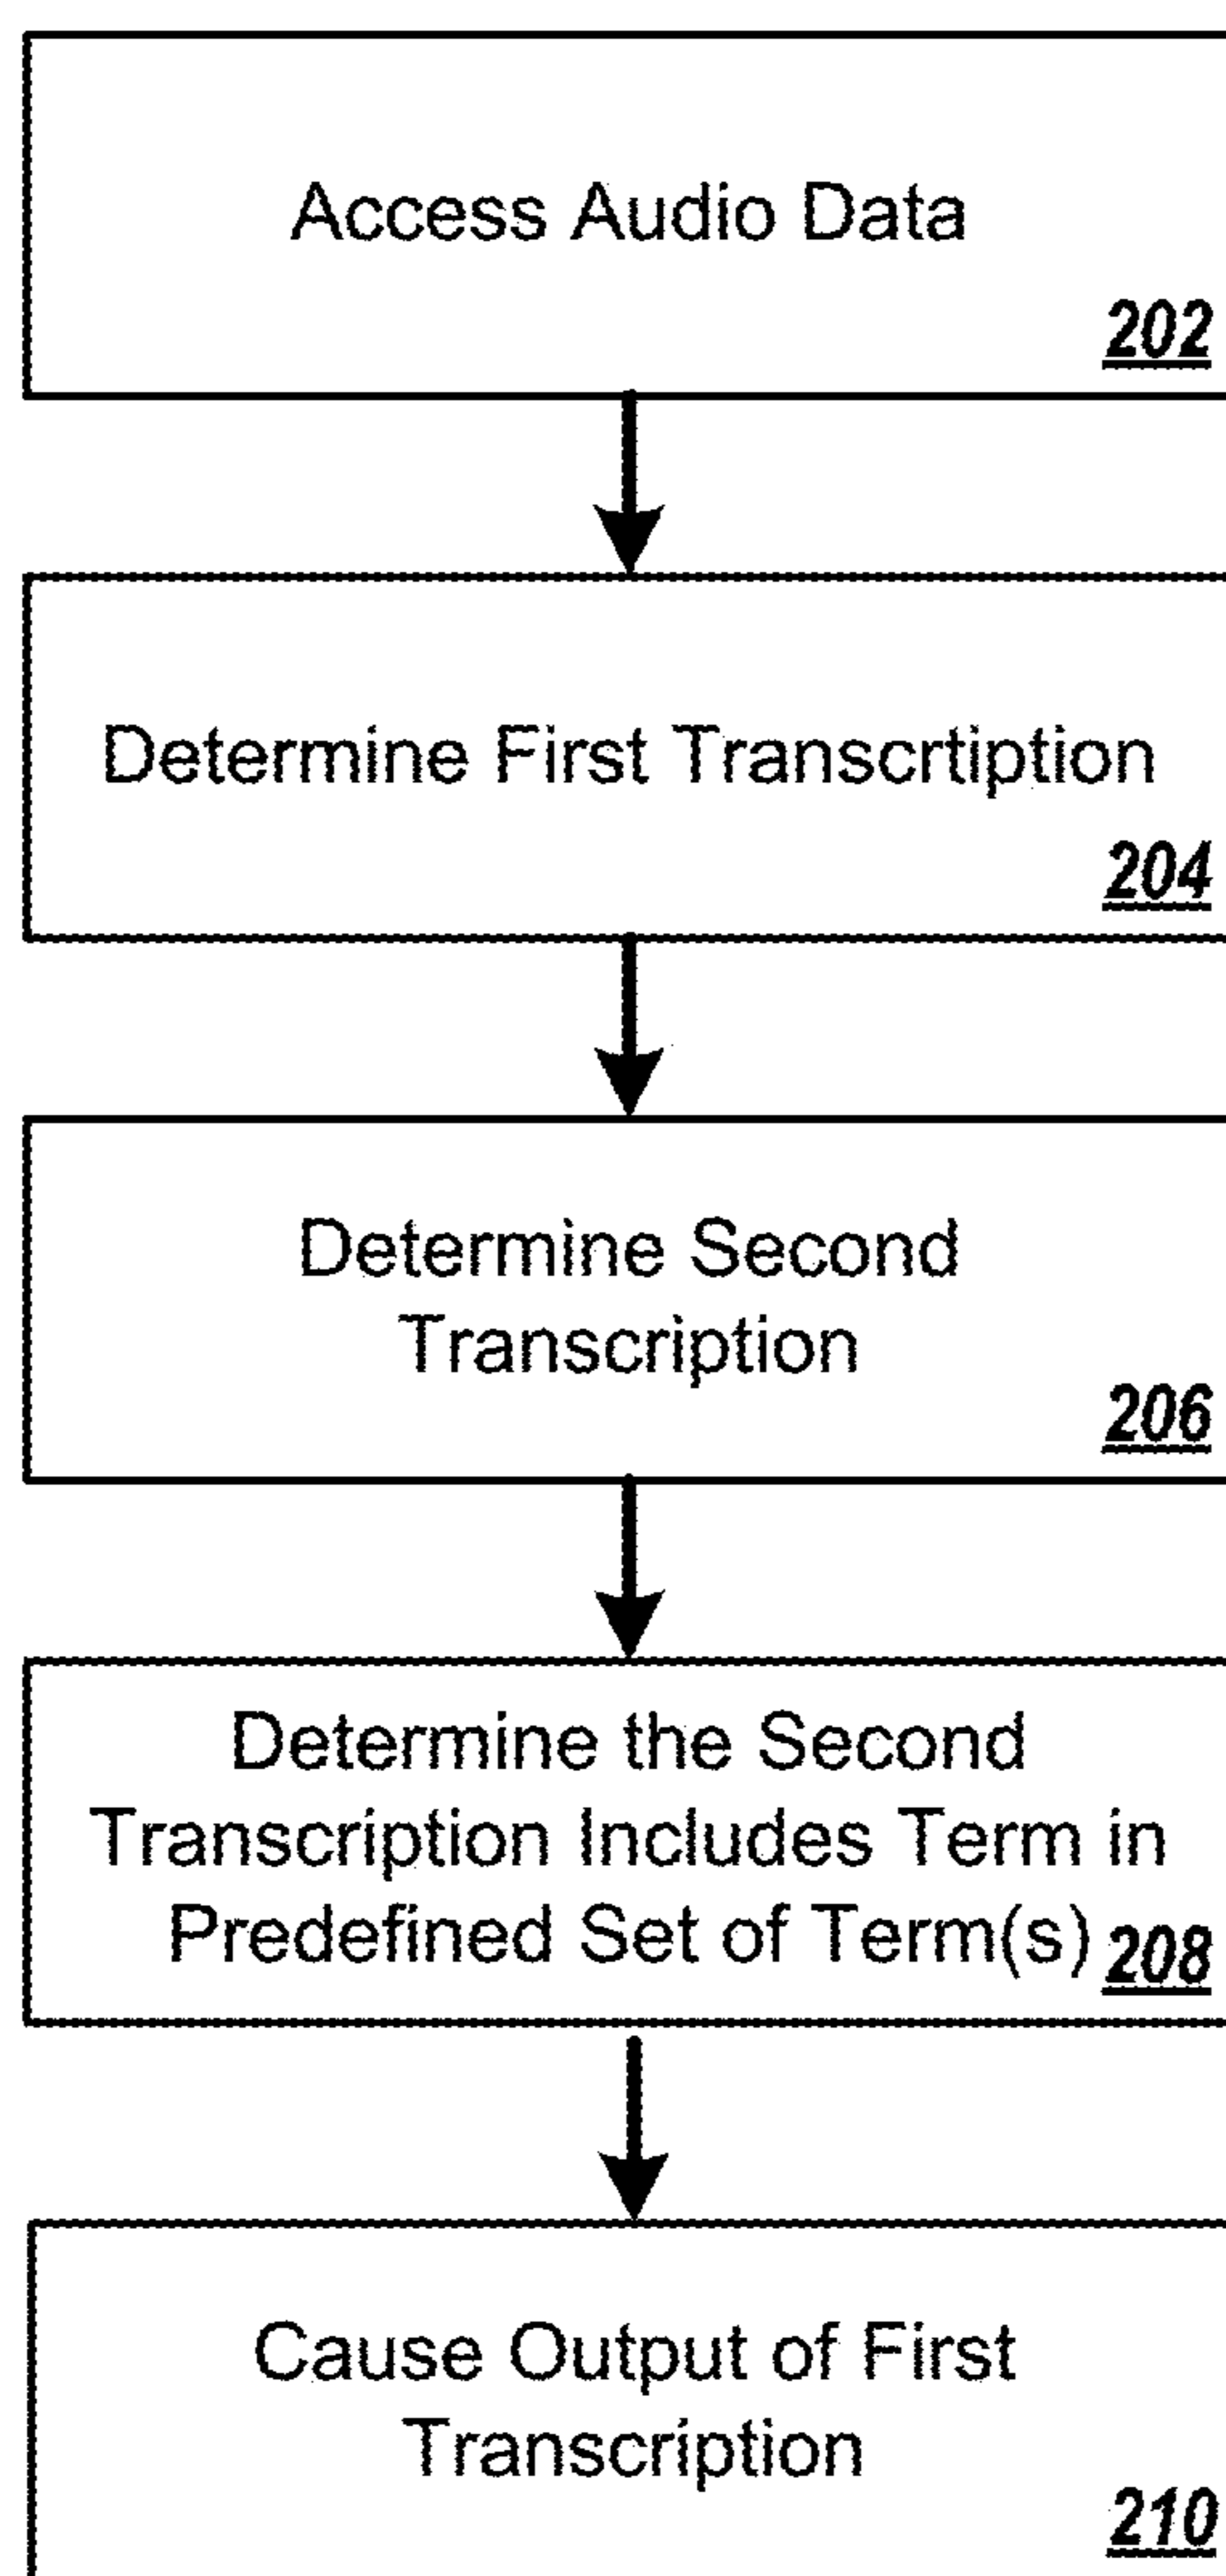 Access Audio Data
202
Determine First Transcrtiption
204
Determine Second
Transcription
206
Determine the Second
Transcription Includes Term in
Predefined Set of Term(s) 208
Cause Output of First
Transcription
210